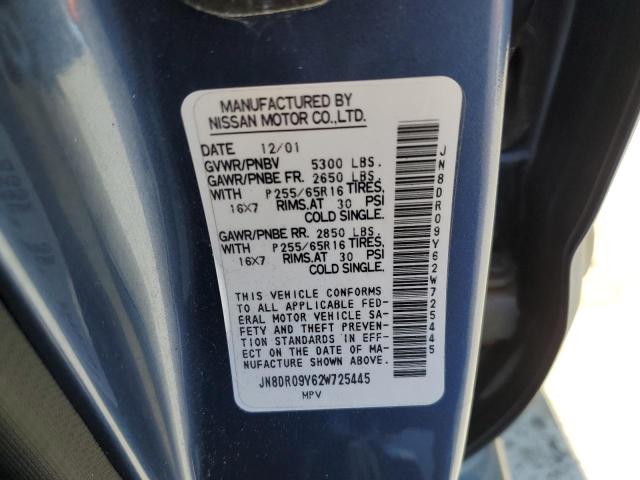 MANUFACTURED BY
NISSAN MOTOR CO.,LTD.
DATE 12/01
GVWR/PNBV 5300 LBS.
GAWR/PNBE FR. 2650 LBS.
WITH P255/65R16 TIRES,
16X7 RIMS.AT 30 PSI
COLD SINGLE.
GAWR/PNBE RR. 2850 LBS.
WITH P255/65R16 TIRES,
16X7 RIMS.AT 30 PSI
COLD SINGLE.
THIS VEHICLE CONFORMS
TO ALL APPLICABLE FED-
ERAL MOTOR VEHICLE SA-
FETY AND THEFT PREVEN-
TION STANDARDS IN EFF-
ECT ON THE DATE OF MA-
NUFACTURE SHOWN ABOVE.
JN8DR09Y62W725445
MPV
JN8DR09Y62W725445